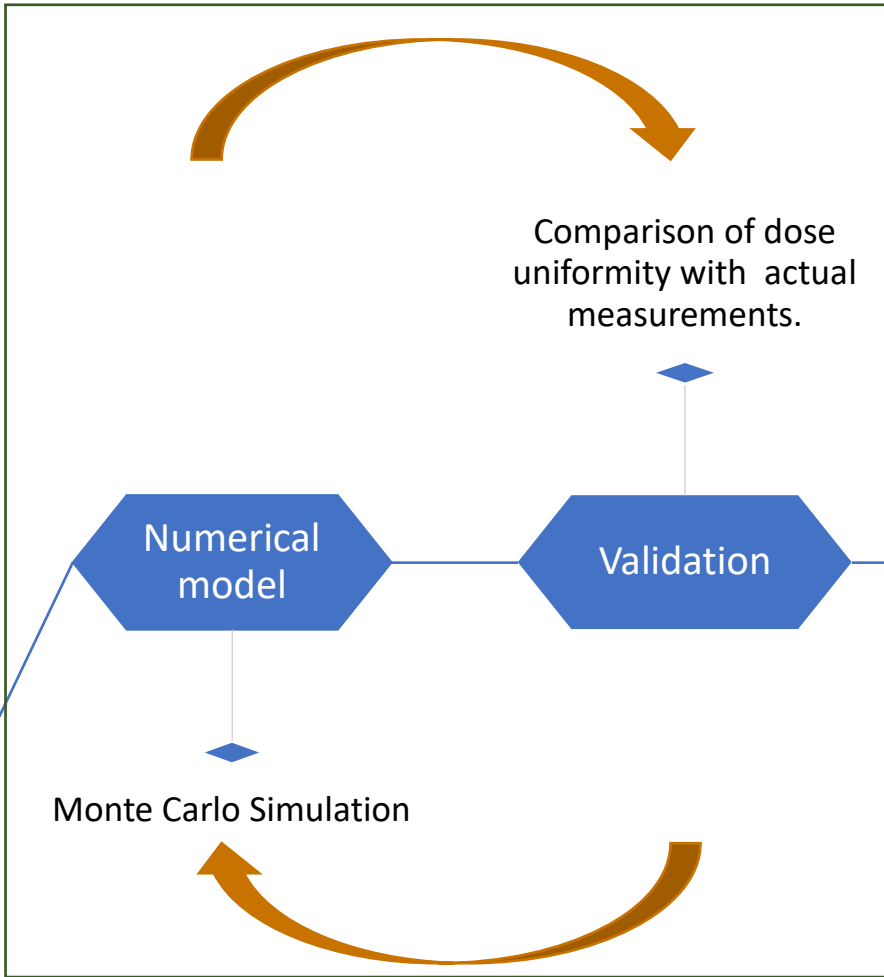 Comparison of dose
uniformity with  actual
measurements.
Numerical
model
Validation
Monte Carlo Simulation